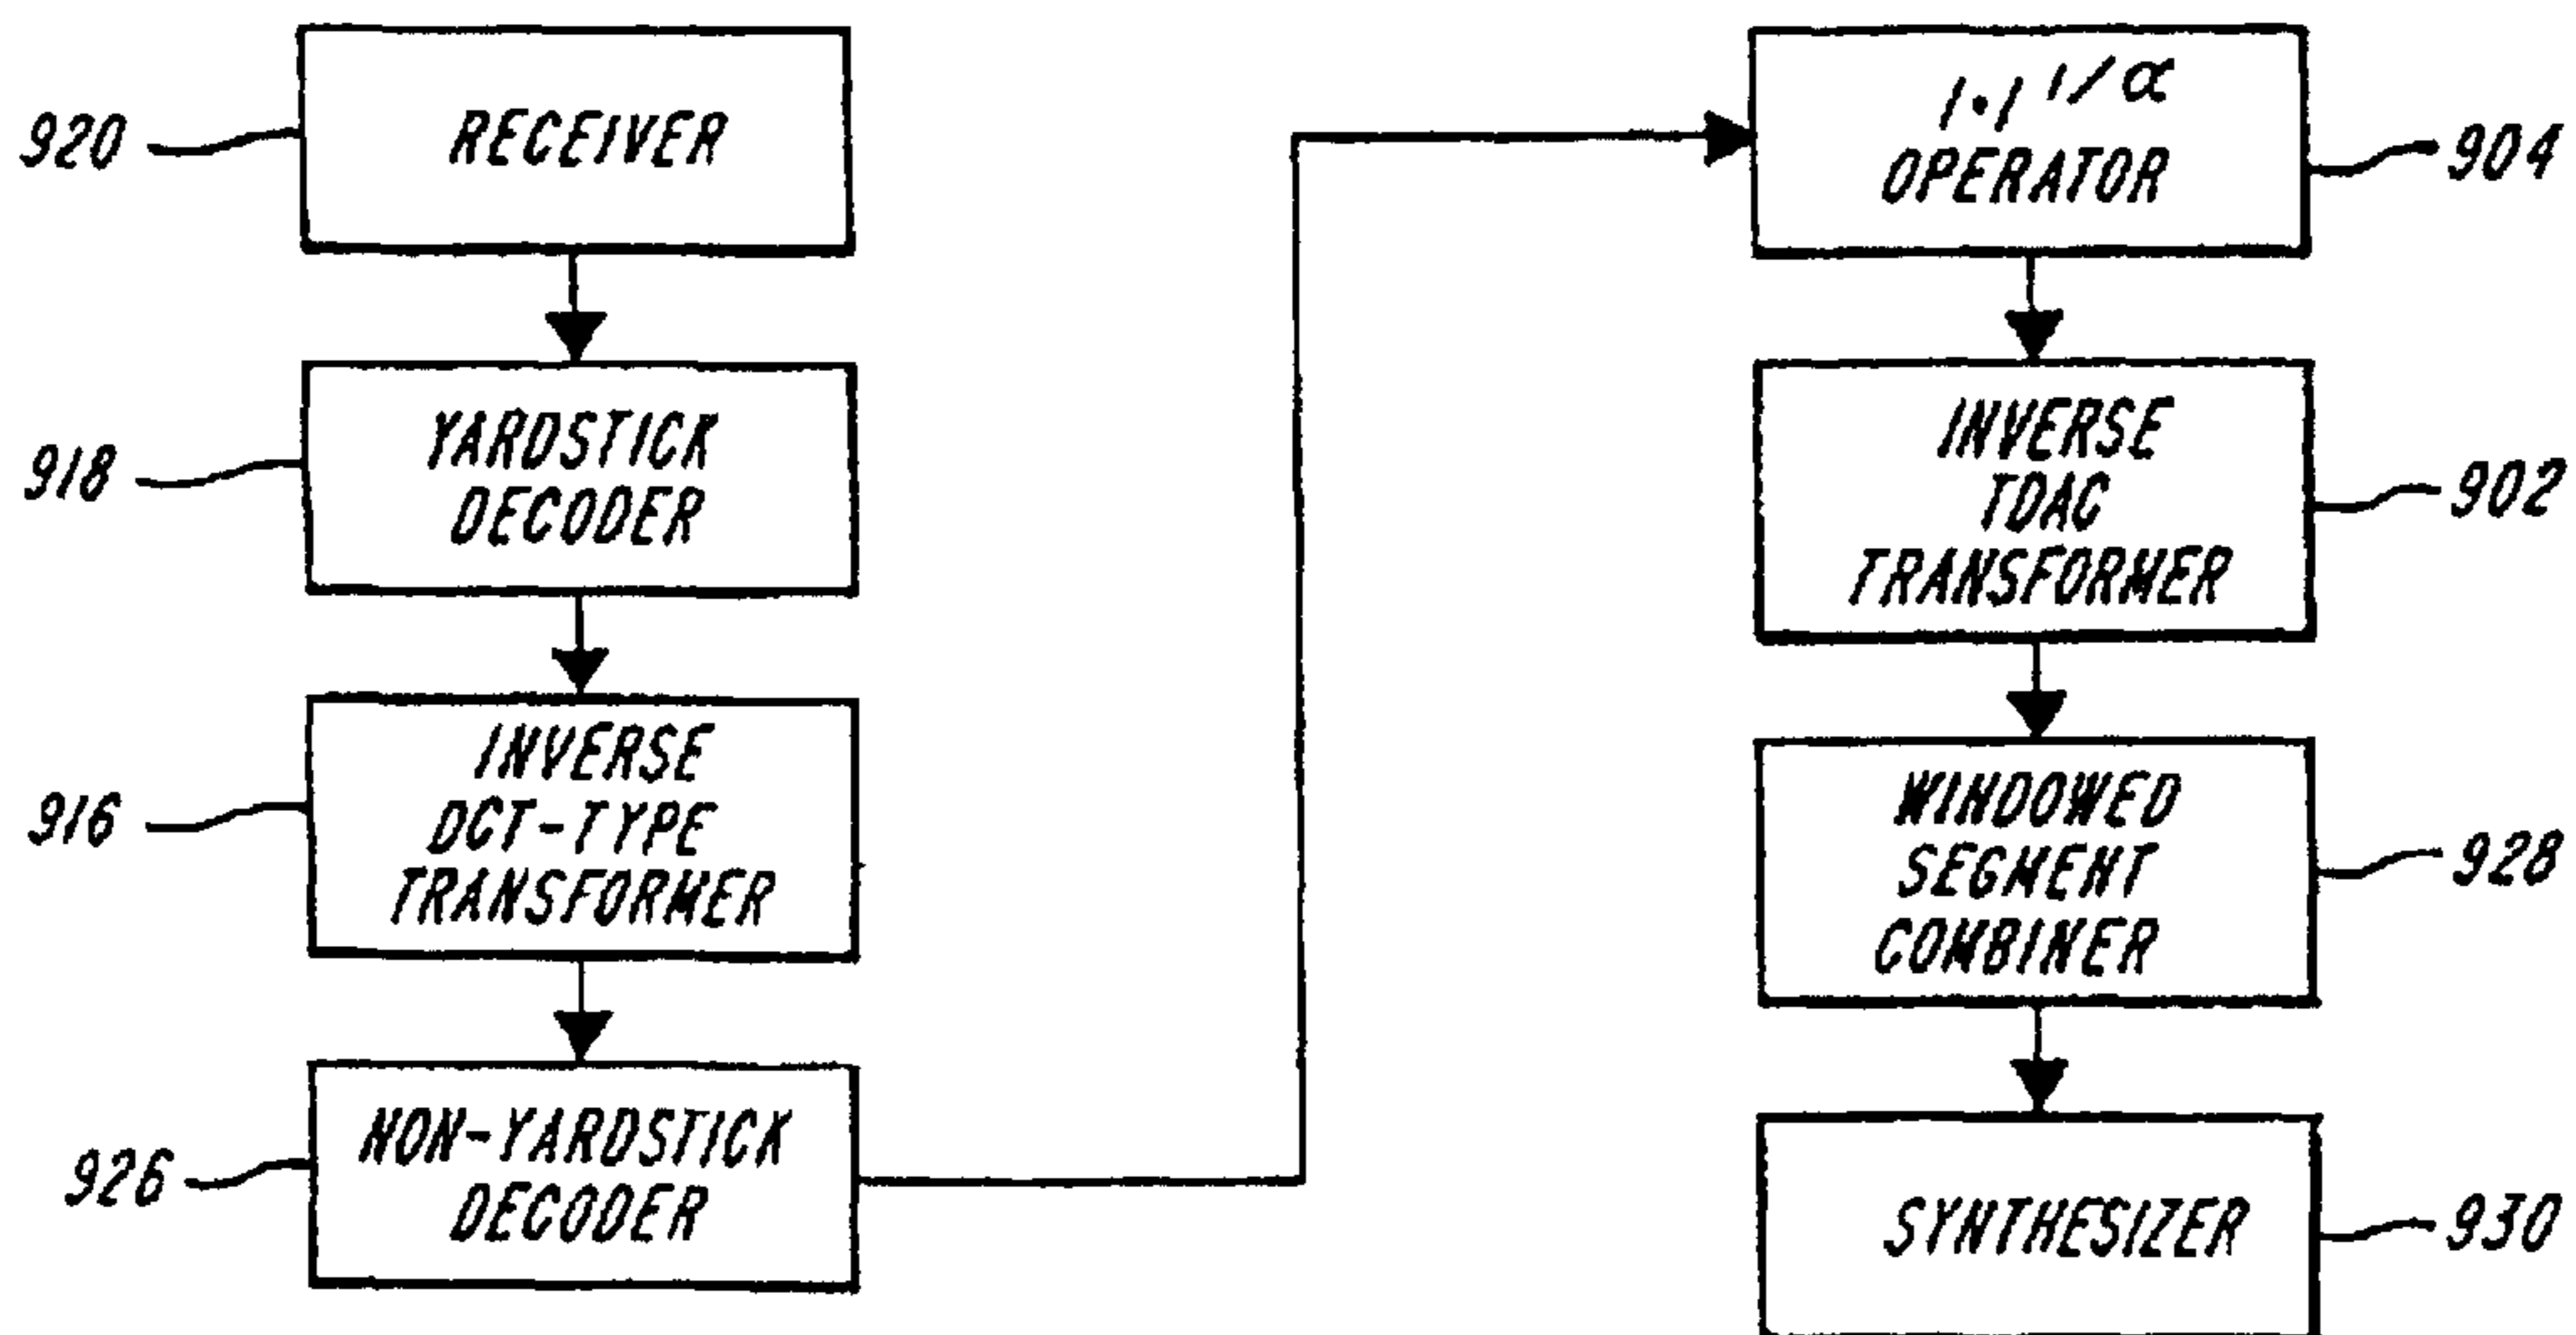 920
RECEIVER
918
YARDSTICK
DECODER
916
INVERSE
DCT-TYPE
TRANSFORMER
926
NON-YARDSTICK
DECODER
|•|^1/α
OPERATOR
904
INVERSE
TDAC
TRANSFORMER
902
WINDOWED
SEGMENT
COMBINER
928
SYNTHESIZER
930